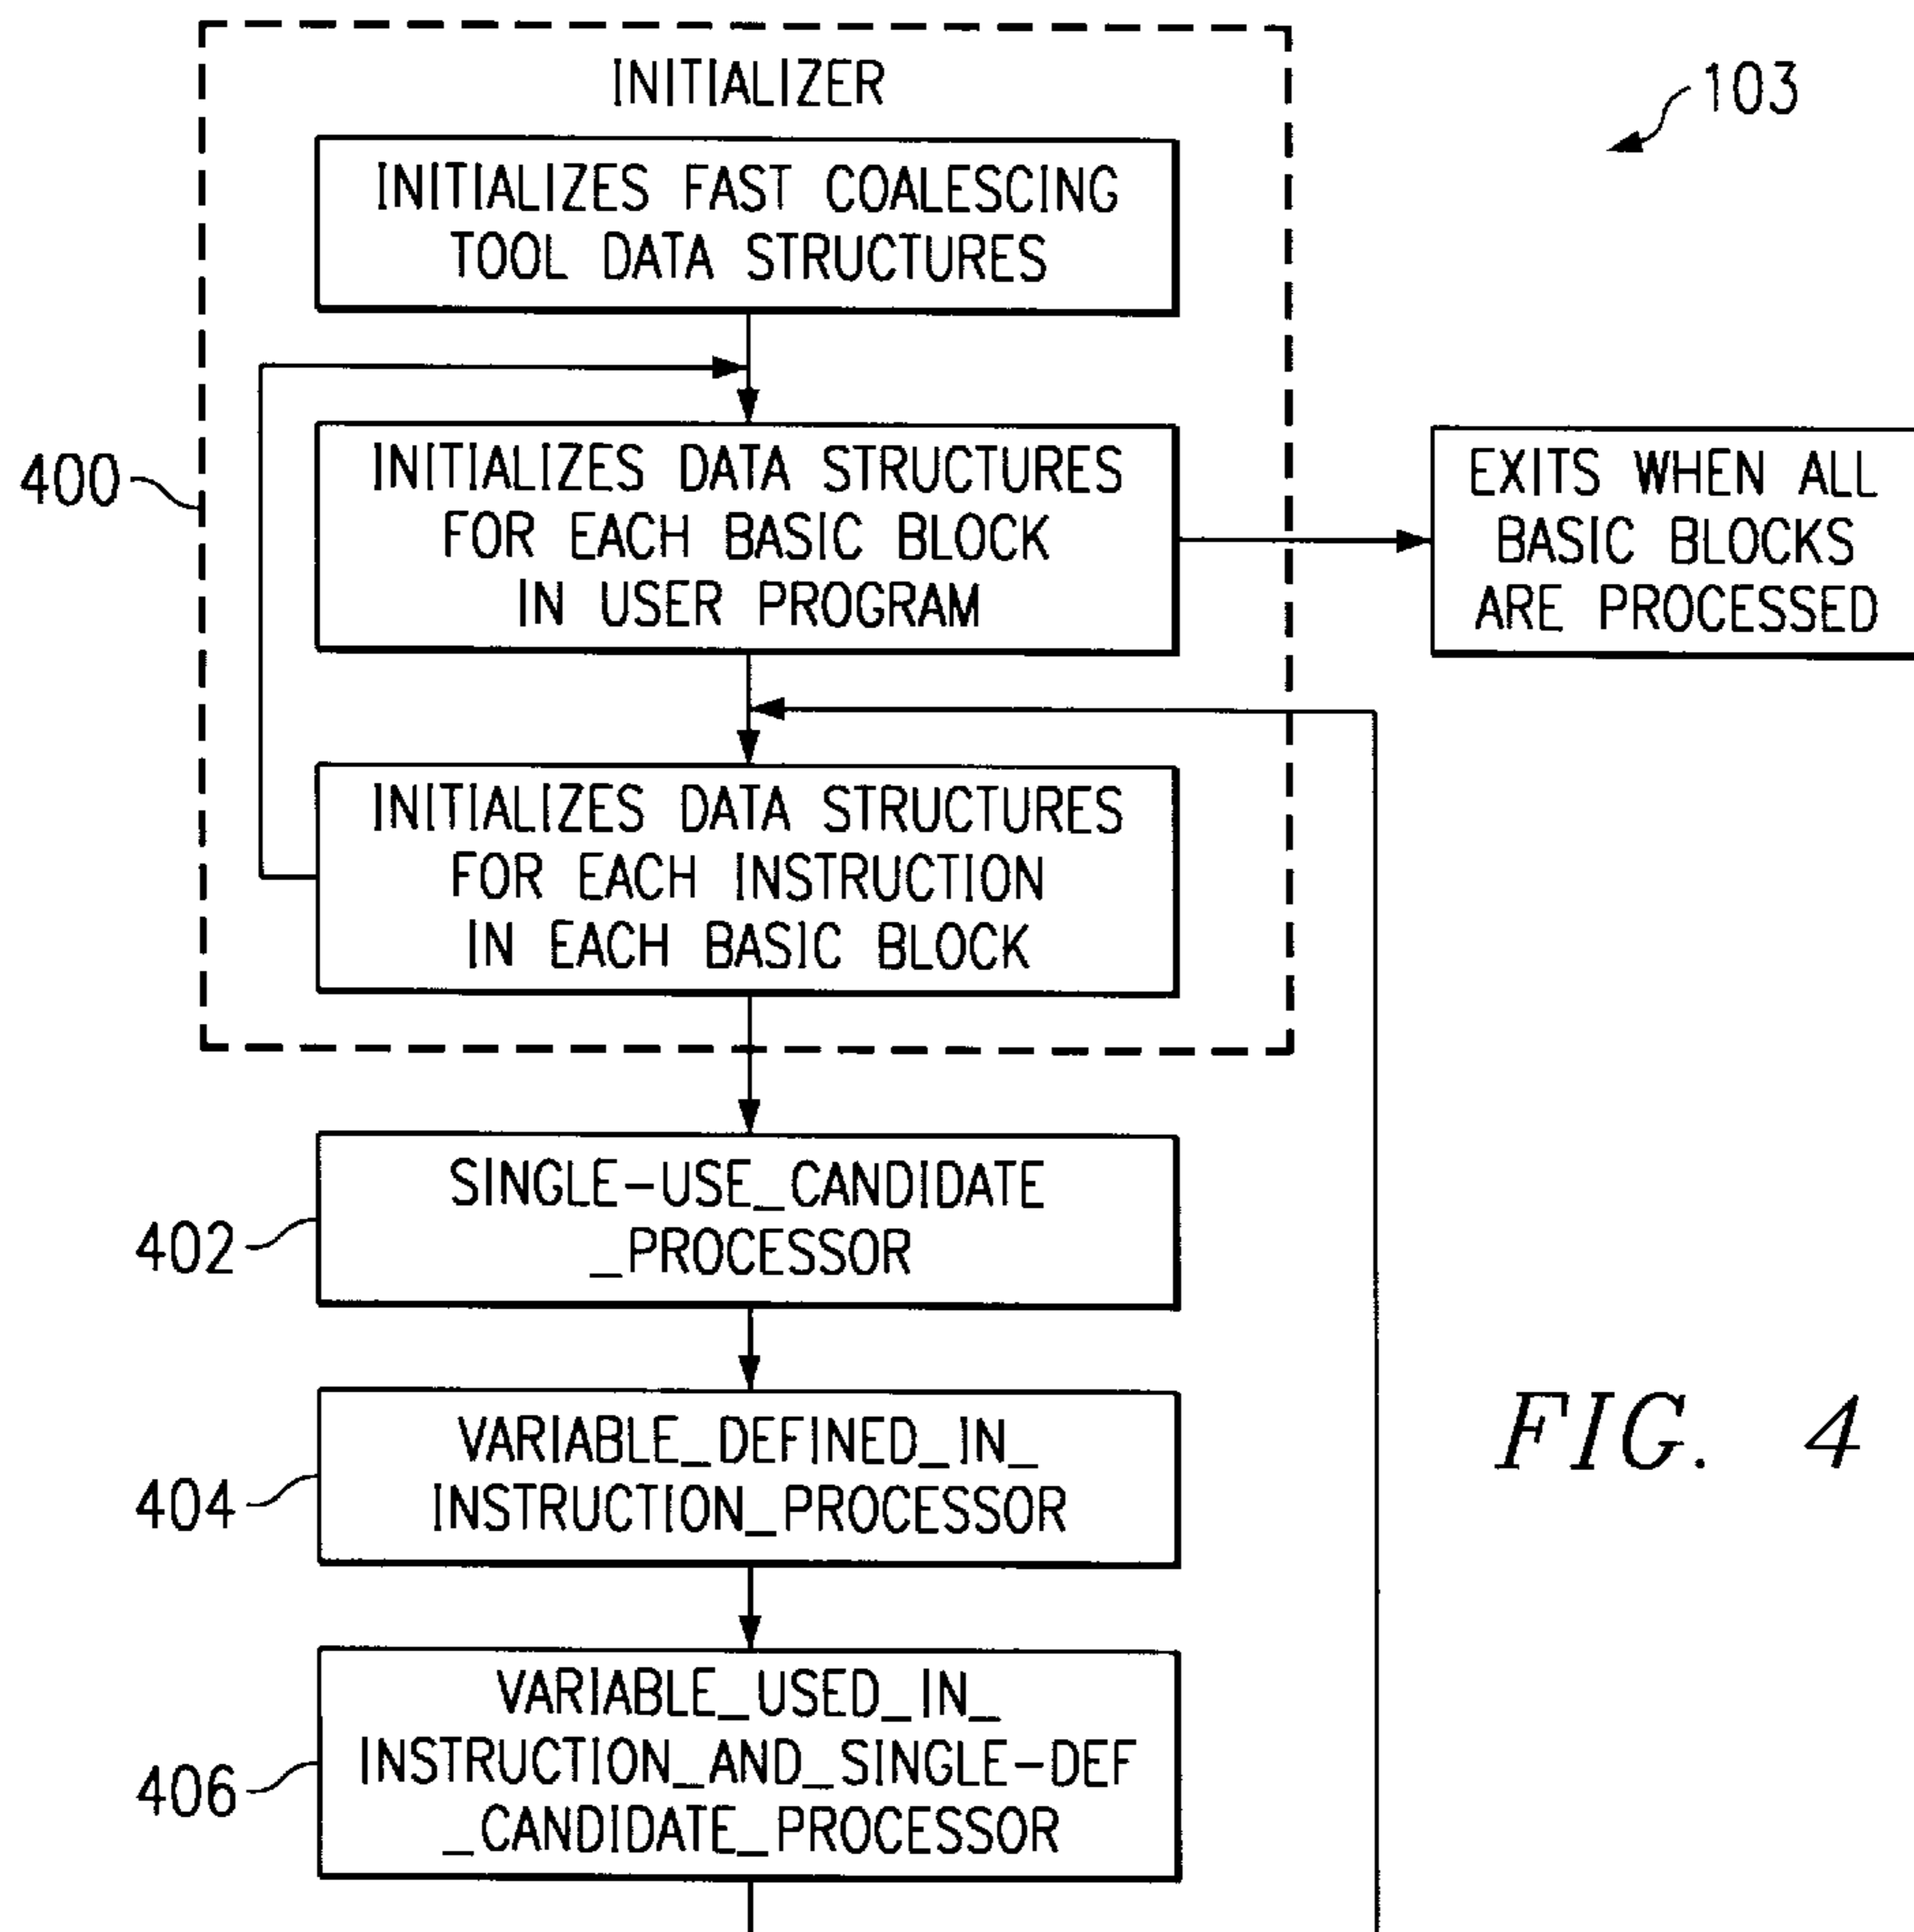 INITIALIZER
103
INITIALIZES FAST COALESCING
TOOL DATA STRUCTURES
400
INITIALIZES DATA STRUCTURES
FOR EACH BASIC BLOCK
IN USER PROGRAM
EXITS WHEN ALL
BASIC BLOCKS
ARE PROCESSED
INITIALIZES DATA STRUCTURES
FOR EACH INSTRUCTION
IN EACH BASIC BLOCK
402
SINGLE-USE_CANDIDATE
_PROCESSOR
404
VARIABLE_DEFINED_IN_
INSTRUCTION_PROCESSOR
FIG. 4
406
VARIABLE_USED_IN_
INSTRUCTION_AND_SINGLE-DEF
_CANDIDATE_PROCESSOR